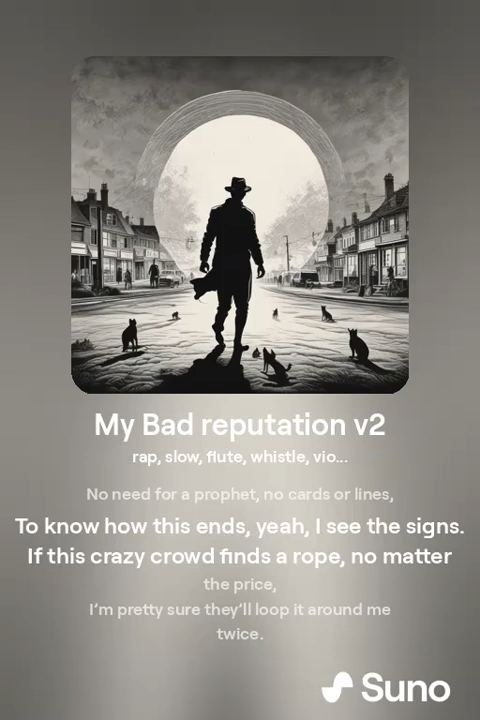 My Bad reputation v2
rap, slow, flute, whistle, vio...
No need for a prophet, no cards or lines,
To know how this ends, yeah, I see the signs.
If this crazy crowd finds a rope, no matter
the price,
I’m pretty sure they’ll loop it around me
twice.
Suno